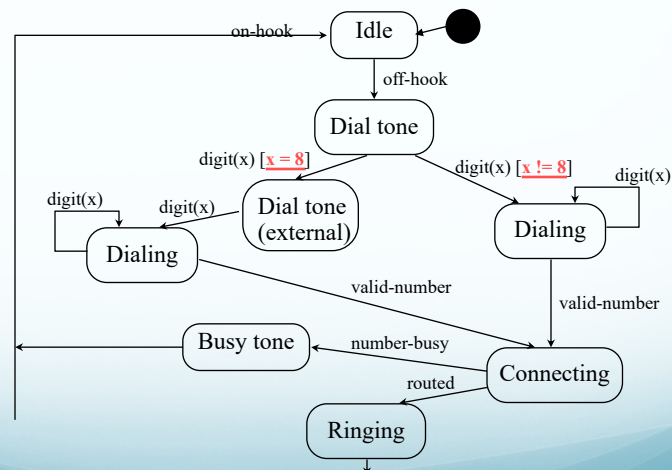 Idle
on-hook
off-hook
Dial tone
digit(x) [x = 8]
digit(x) [x != 8]
digit(x)
digit(x)
digit(x)
Dial tone
(external)
Dialing
Dialing
valid-number
valid-number
Busy tone
number-busy
Connecting
routed
Ringing